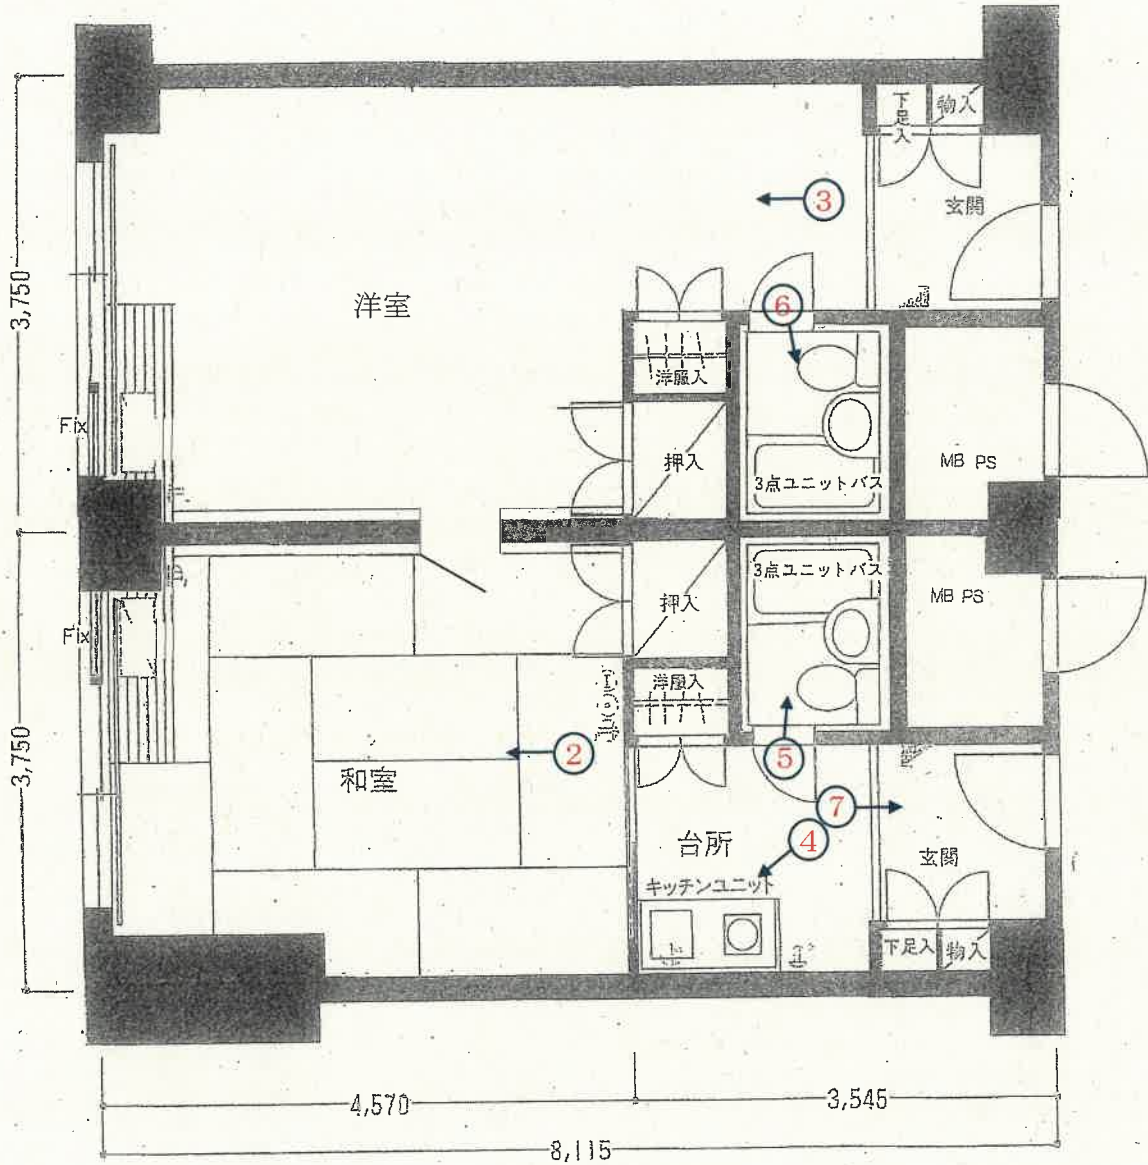 下足入
物入
③
玄関
3,750
洋室
⑥
洋服入
Fix
押入
MB PS
3点ユニットバス
3点ユニットバス
押入
MB PS
Fix
洋服入
3,750
②
⑤
和室
⑦
④
台所
玄関
キッチンユニット
下足入
物入
4,570
3,545
8,115